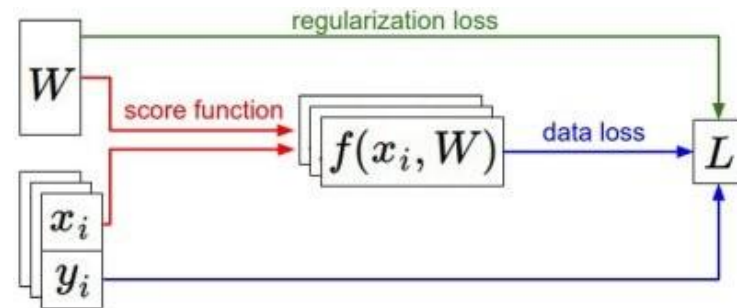 regularization loss
W
score function
f(x_i, W)
data loss
L
x_i
y_i